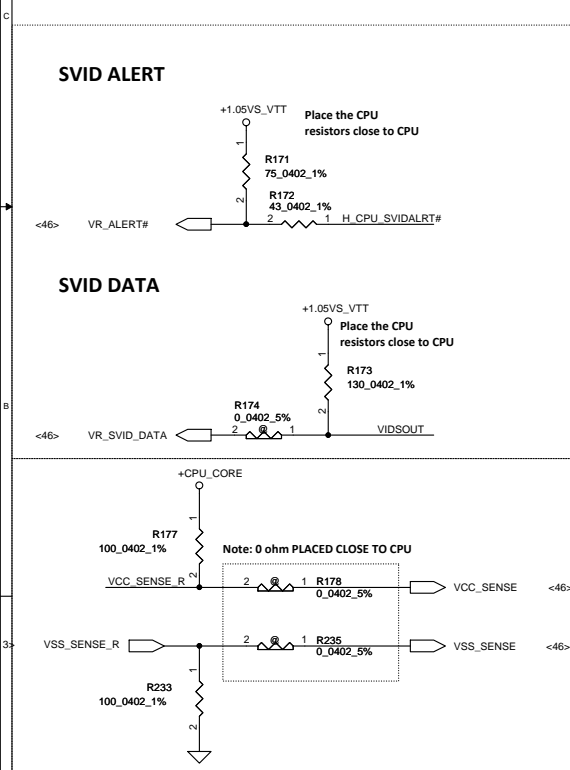 C
SVID ALERT
+1.05VS_VTT
Place the CPU
resistors close to CPU
1
R171
75_0402_1%
2
R172
43_0402_1%
<46> VR_ALERT# 2 1 H_CPU_SVIDALRT#
SVID DATA
+1.05VS_VTT
Place the CPU
resistors close to CPU
1
R173
130_0402_1%
2
B
R174
0_0402_5%
@
<46> VR_SVID_DATA 2 1 VIDSOUT
+CPU_CORE
1
R177
100_0402_1%
2
Note: 0 ohm PLACED CLOSE TO CPU
VCC_SENSE_R 2 @ 1 R178 VCC_SENSE <46>
0_0402_5%
3> VSS_SENSE_R 2 @ 1 R235 VSS_SENSE <46>
0_0402_5%
1
R233
100_0402_1%
2